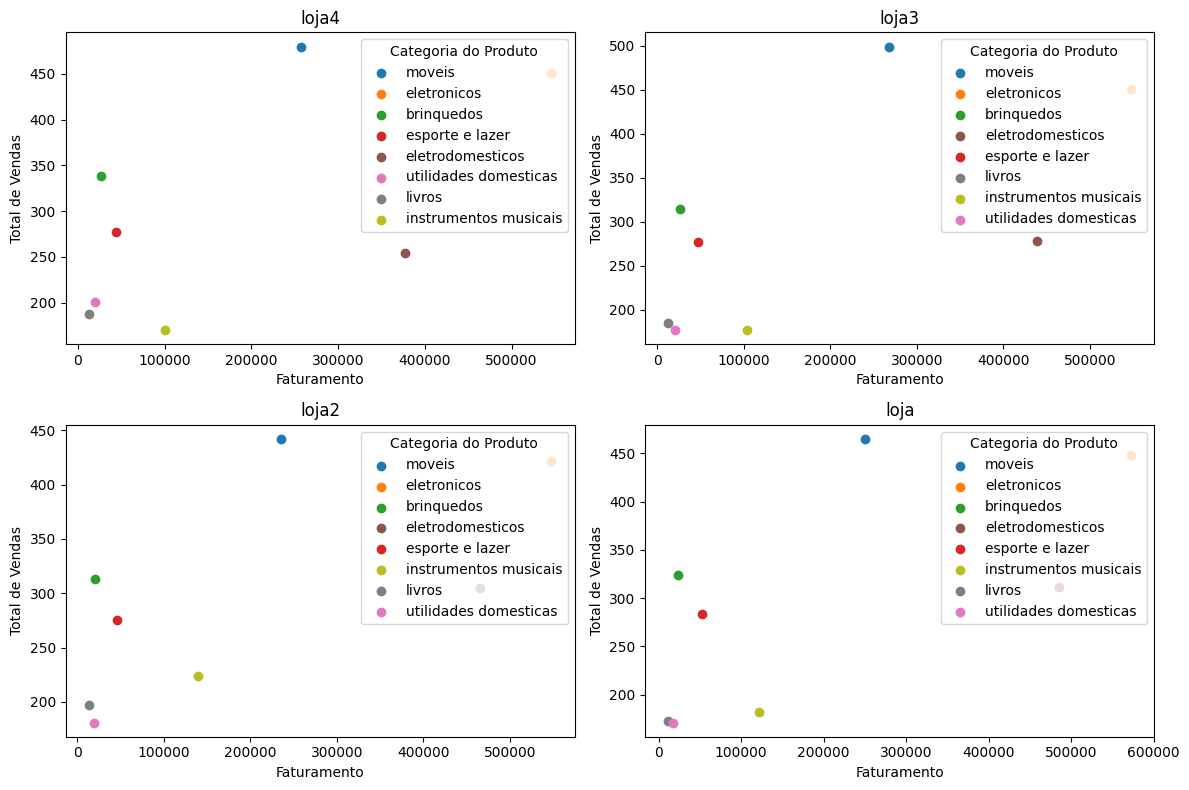 loja4
Categoria do Produto
moveis
eletronicos
brinquedos
esporte e lazer
eletrodomesticos
utilidades domesticas
livros
instrumentos musicais
450
400
350
300
250
200
Total de Vendas
0 100000 200000 300000 400000 500000
Faturamento
loja3
Categoria do Produto
moveis
eletronicos
brinquedos
eletrodomesticos
esporte e lazer
livros
instrumentos musicais
utilidades domesticas
500
450
400
350
300
250
200
Total de Vendas
0 100000 200000 300000 400000 500000
Faturamento
loja2
Categoria do Produto
moveis
eletronicos
brinquedos
eletrodomesticos
esporte e lazer
instrumentos musicais
livros
utilidades domesticas
450
400
350
300
250
200
Total de Vendas
0 100000 200000 300000 400000 500000
Faturamento
loja
Categoria do Produto
moveis
eletronicos
brinquedos
eletrodomesticos
esporte e lazer
instrumentos musicais
livros
utilidades domesticas
450
400
350
300
250
200
Total de Vendas
0 100000 200000 300000 400000 500000 600000
Faturamento